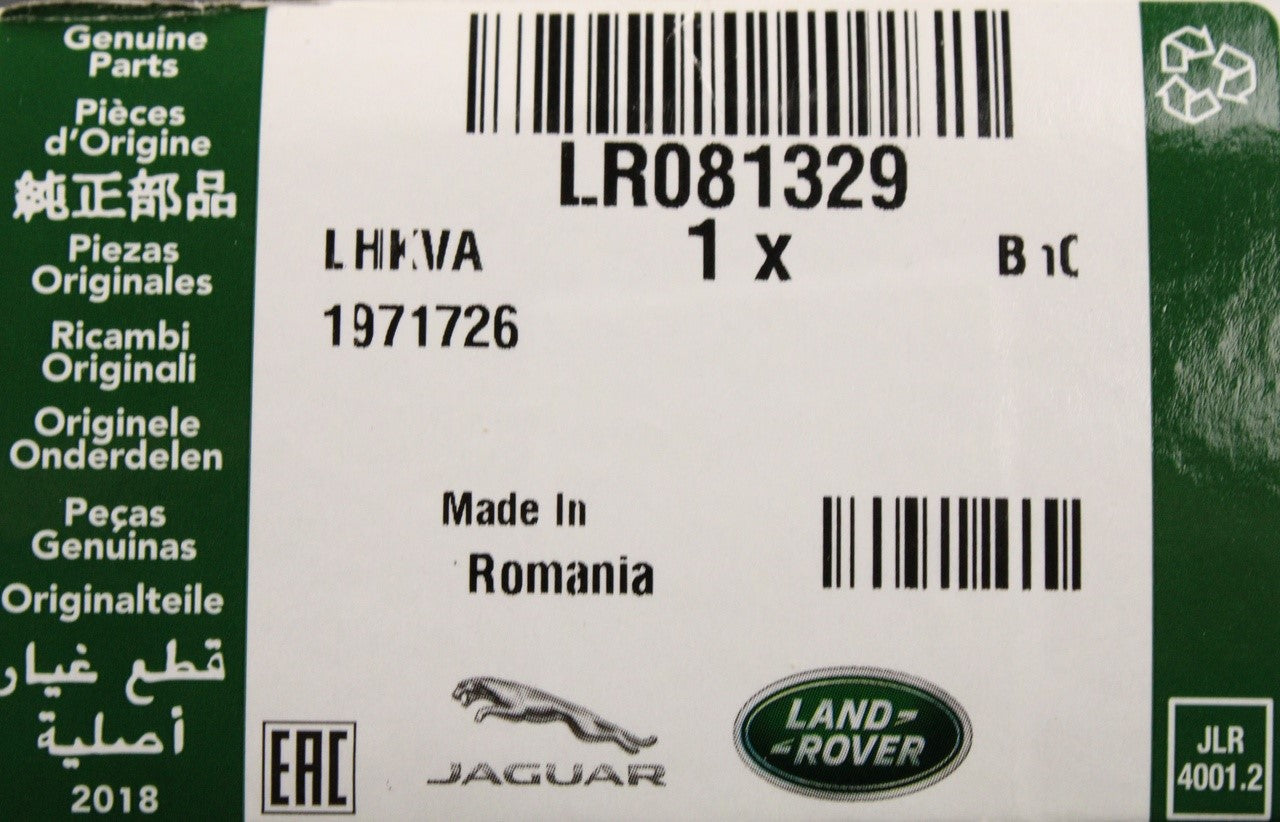 Genuine
Parts
Pièces
d'Origine
純正部品
Piezas
Originales
Ricambi
Originali
Originele
Onderdelen
Peças
Genuínas
Originalteile
قطع غيار
أصلية
2018
LR081329
LHKVA
1 x
1971726
Made In
Romania
EAC
JAGUAR
LAND
ROVER
JLR
4001.2